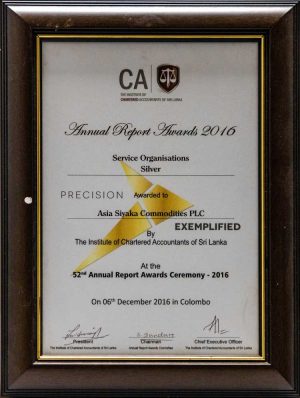 CA
THE INSTITUTE OF
CHARTERED ACCOUNTANTS OF SRI LANKA
Annual Report Awards 2016
Service Organisations
Silver
PRECISION
Awarded to
Asia Siyaka Commodities PLC
EXEMPLIFIED
By
The Institute of Chartered Accountants of Sri Lanka
At the
52nd Annual Report Awards Ceremony - 2016
On 06th December 2016 in Colombo
President Chairman Chief Executive Officer
The Institute of Chartered Accountants of Sri Lanka Annual Report Awards Committee The Institute of Chartered Accountants of Sri Lanka